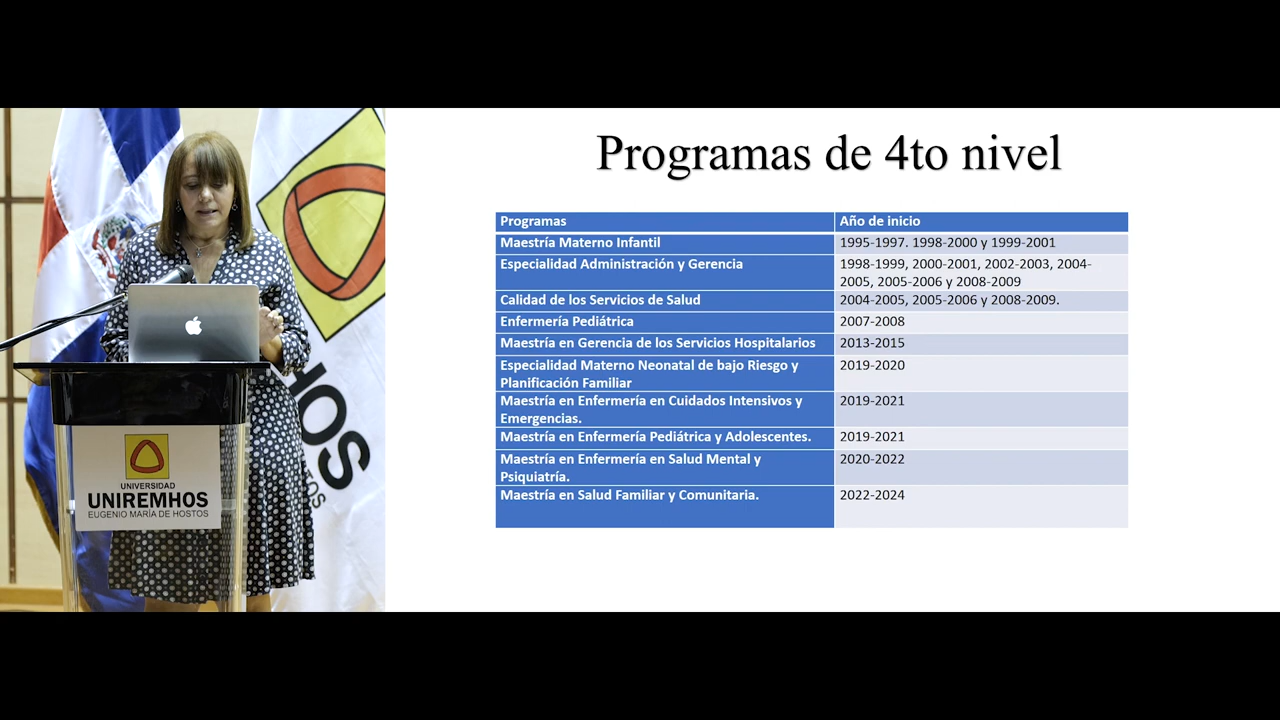 Programas de 4to nivel
Programas
Año de inicio
Maestría Materno Infantil
1995-1997. 1998-2000 y 1999-2001
Especialidad Administración y Gerencia
1998-1999, 2000-2001, 2002-2003, 2004-
2005, 2005-2006 y 2008-2009
Calidad de los Servicios de Salud
2004-2005, 2005-2006 y 2008-2009.
Enfermería Pediátrica
2007-2008
Maestría en Gerencia de los Servicios Hospitalarios
2013-2015
Especialidad Materno Neonatal de bajo Riesgo y
Planificación Familiar
2019-2020
Maestría en Enfermería en Cuidados Intensivos y
Emergencias.
2019-2021
Maestría en Enfermería Pediátrica y Adolescentes.
2019-2021
Maestría en Enfermería en Salud Mental y
Psiquiatría.
2020-2022
Maestría en Salud Familiar y Comunitaria.
2022-2024
UNIVERSIDAD
UNIREMHOS
EUGENIO MARÍA DE HOSTOS
HOS
TOS